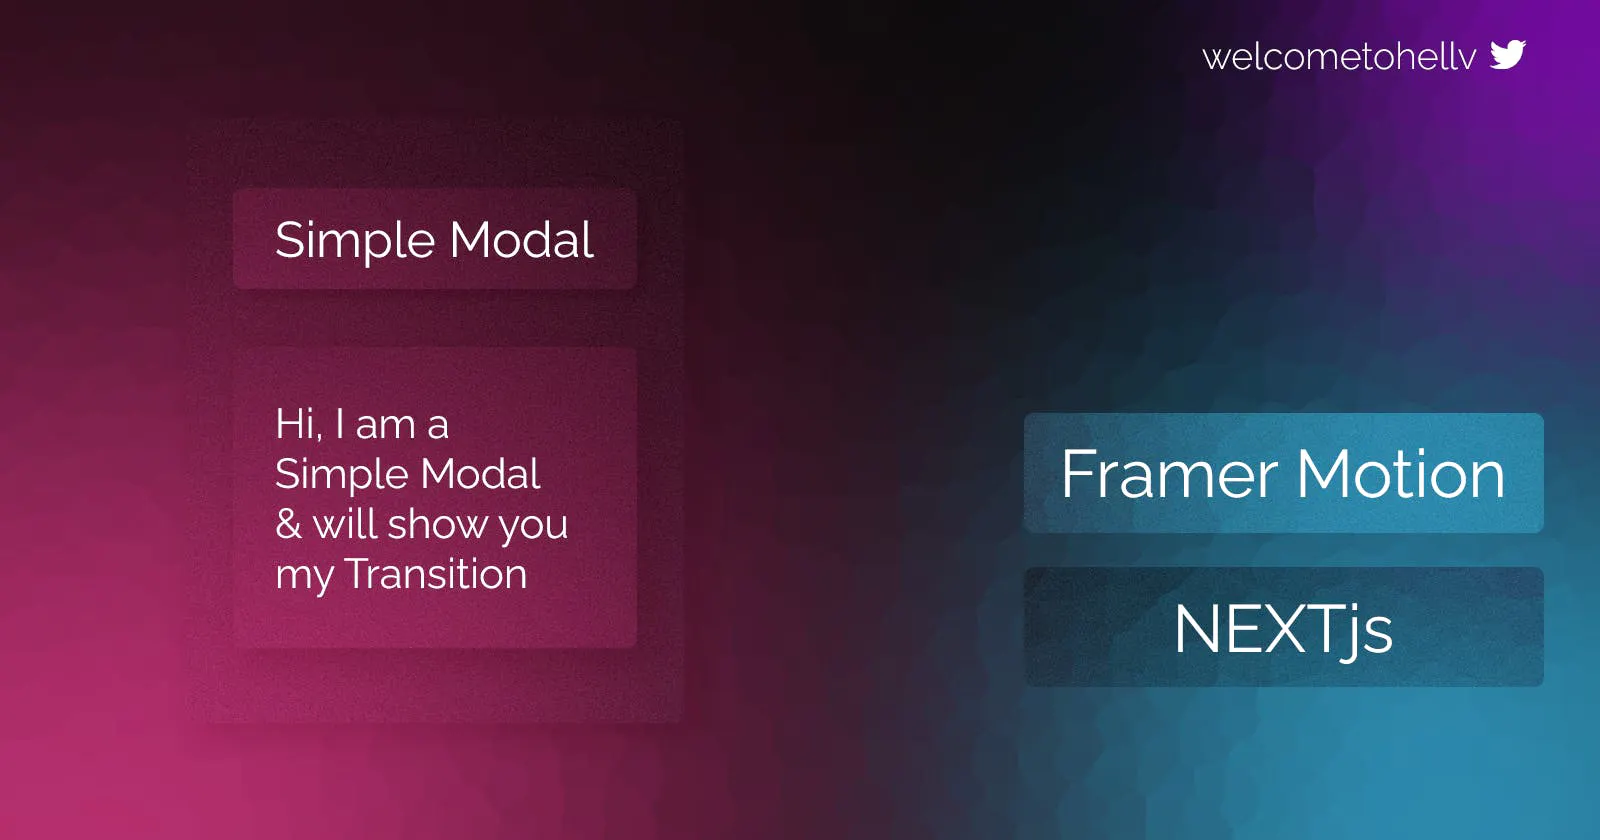 welcometohellv
Simple Modal
Hi, I am a
Simple Modal
& will show you
my Transition
Framer Motion
NEXTjs